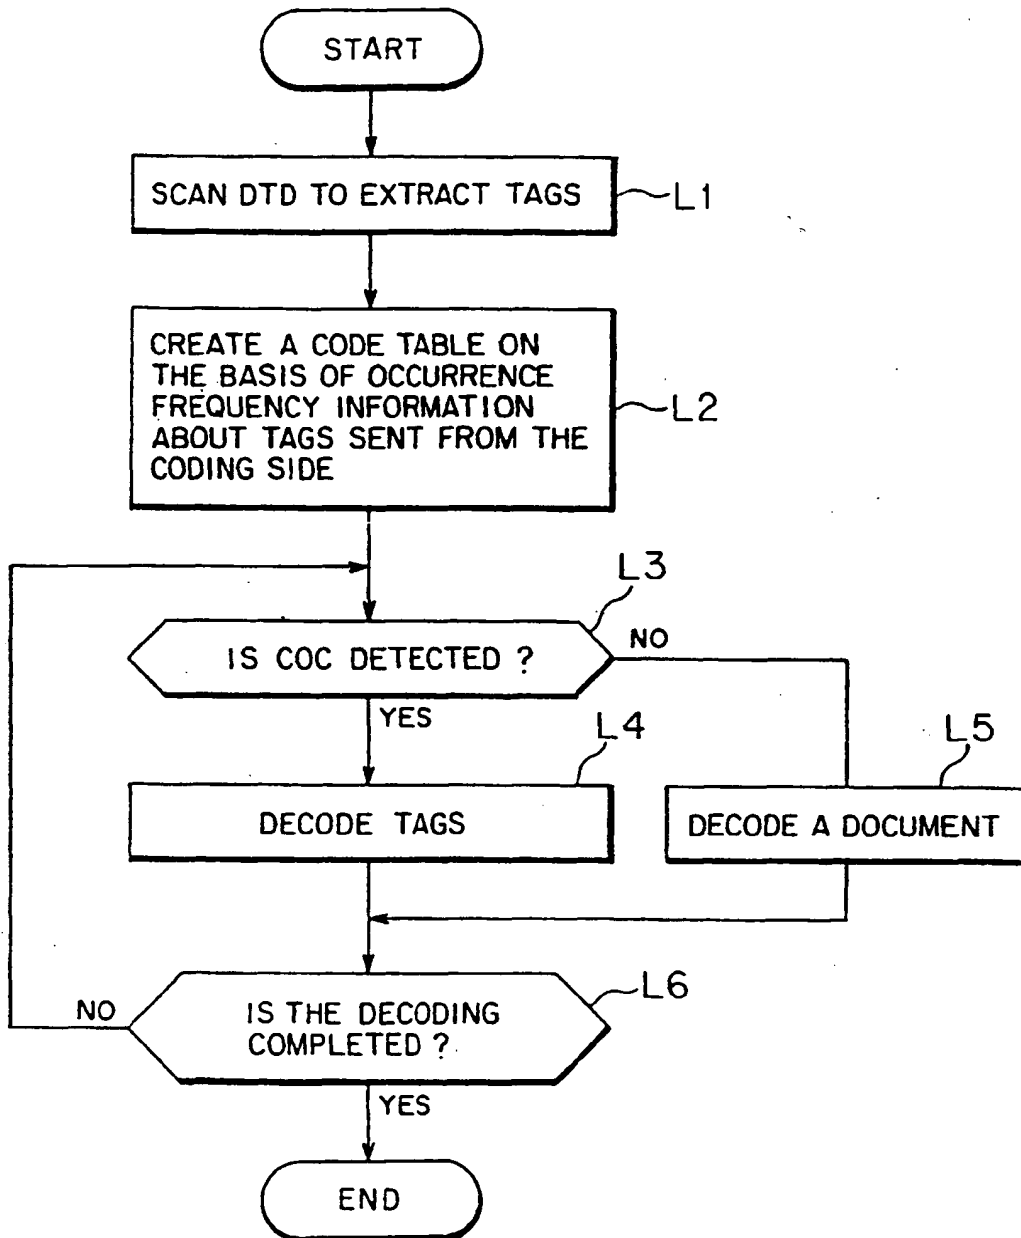 START
SCAN DTD TO EXTRACT TAGS
L1
CREATE A CODE TABLE ON
THE BASIS OF OCCURRENCE
FREQUENCY INFORMATION
ABOUT TAGS SENT FROM THE
CODING SIDE
L2
L3
IS COC DETECTED ?
NO
YES
L4
L5
DECODE TAGS
DECODE A DOCUMENT
L6
NO
IS THE DECODING
COMPLETED ?
YES
END